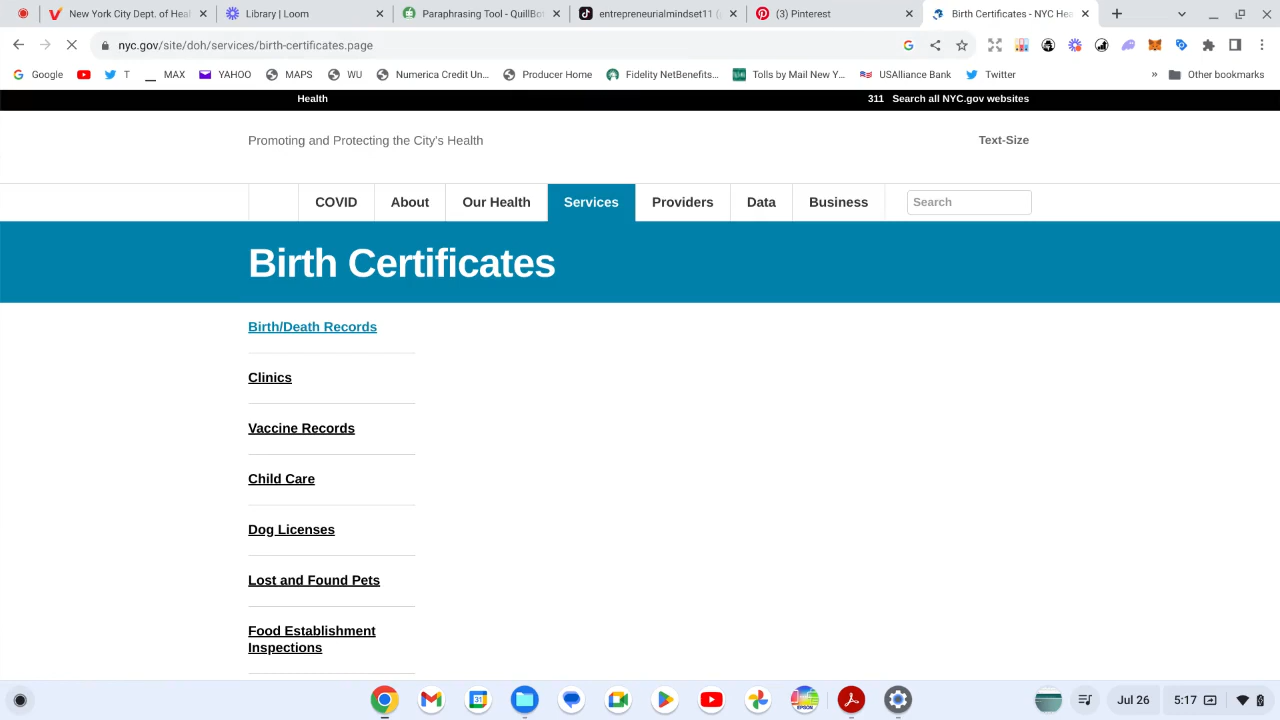 New York City Dept. of Heal
Library | Loom
Paraphrasing Tool - QuillBot
entrepreneurialmindset11 (
(3) Pinterest
Birth Certificates - NYC Hea
nyc.gov/site/doh/services/birth-certificates.page
Google
T
__ MAX
YAHOO
MAPS
WU
Numerica Credit Un...
Producer Home
Fidelity NetBenefits...
Tolls by Mail New Y...
USAlliance Bank
Twitter
»
Other bookmarks
Health
311 Search all NYC.gov websites
Promoting and Protecting the City's Health
Text-Size
COVID
About
Our Health
Services
Providers
Data
Business
Search
Birth Certificates
Birth/Death Records
Clinics
Vaccine Records
Child Care
Dog Licenses
Lost and Found Pets
Food Establishment
Inspections
31
EPSON
Jul 26
5:17